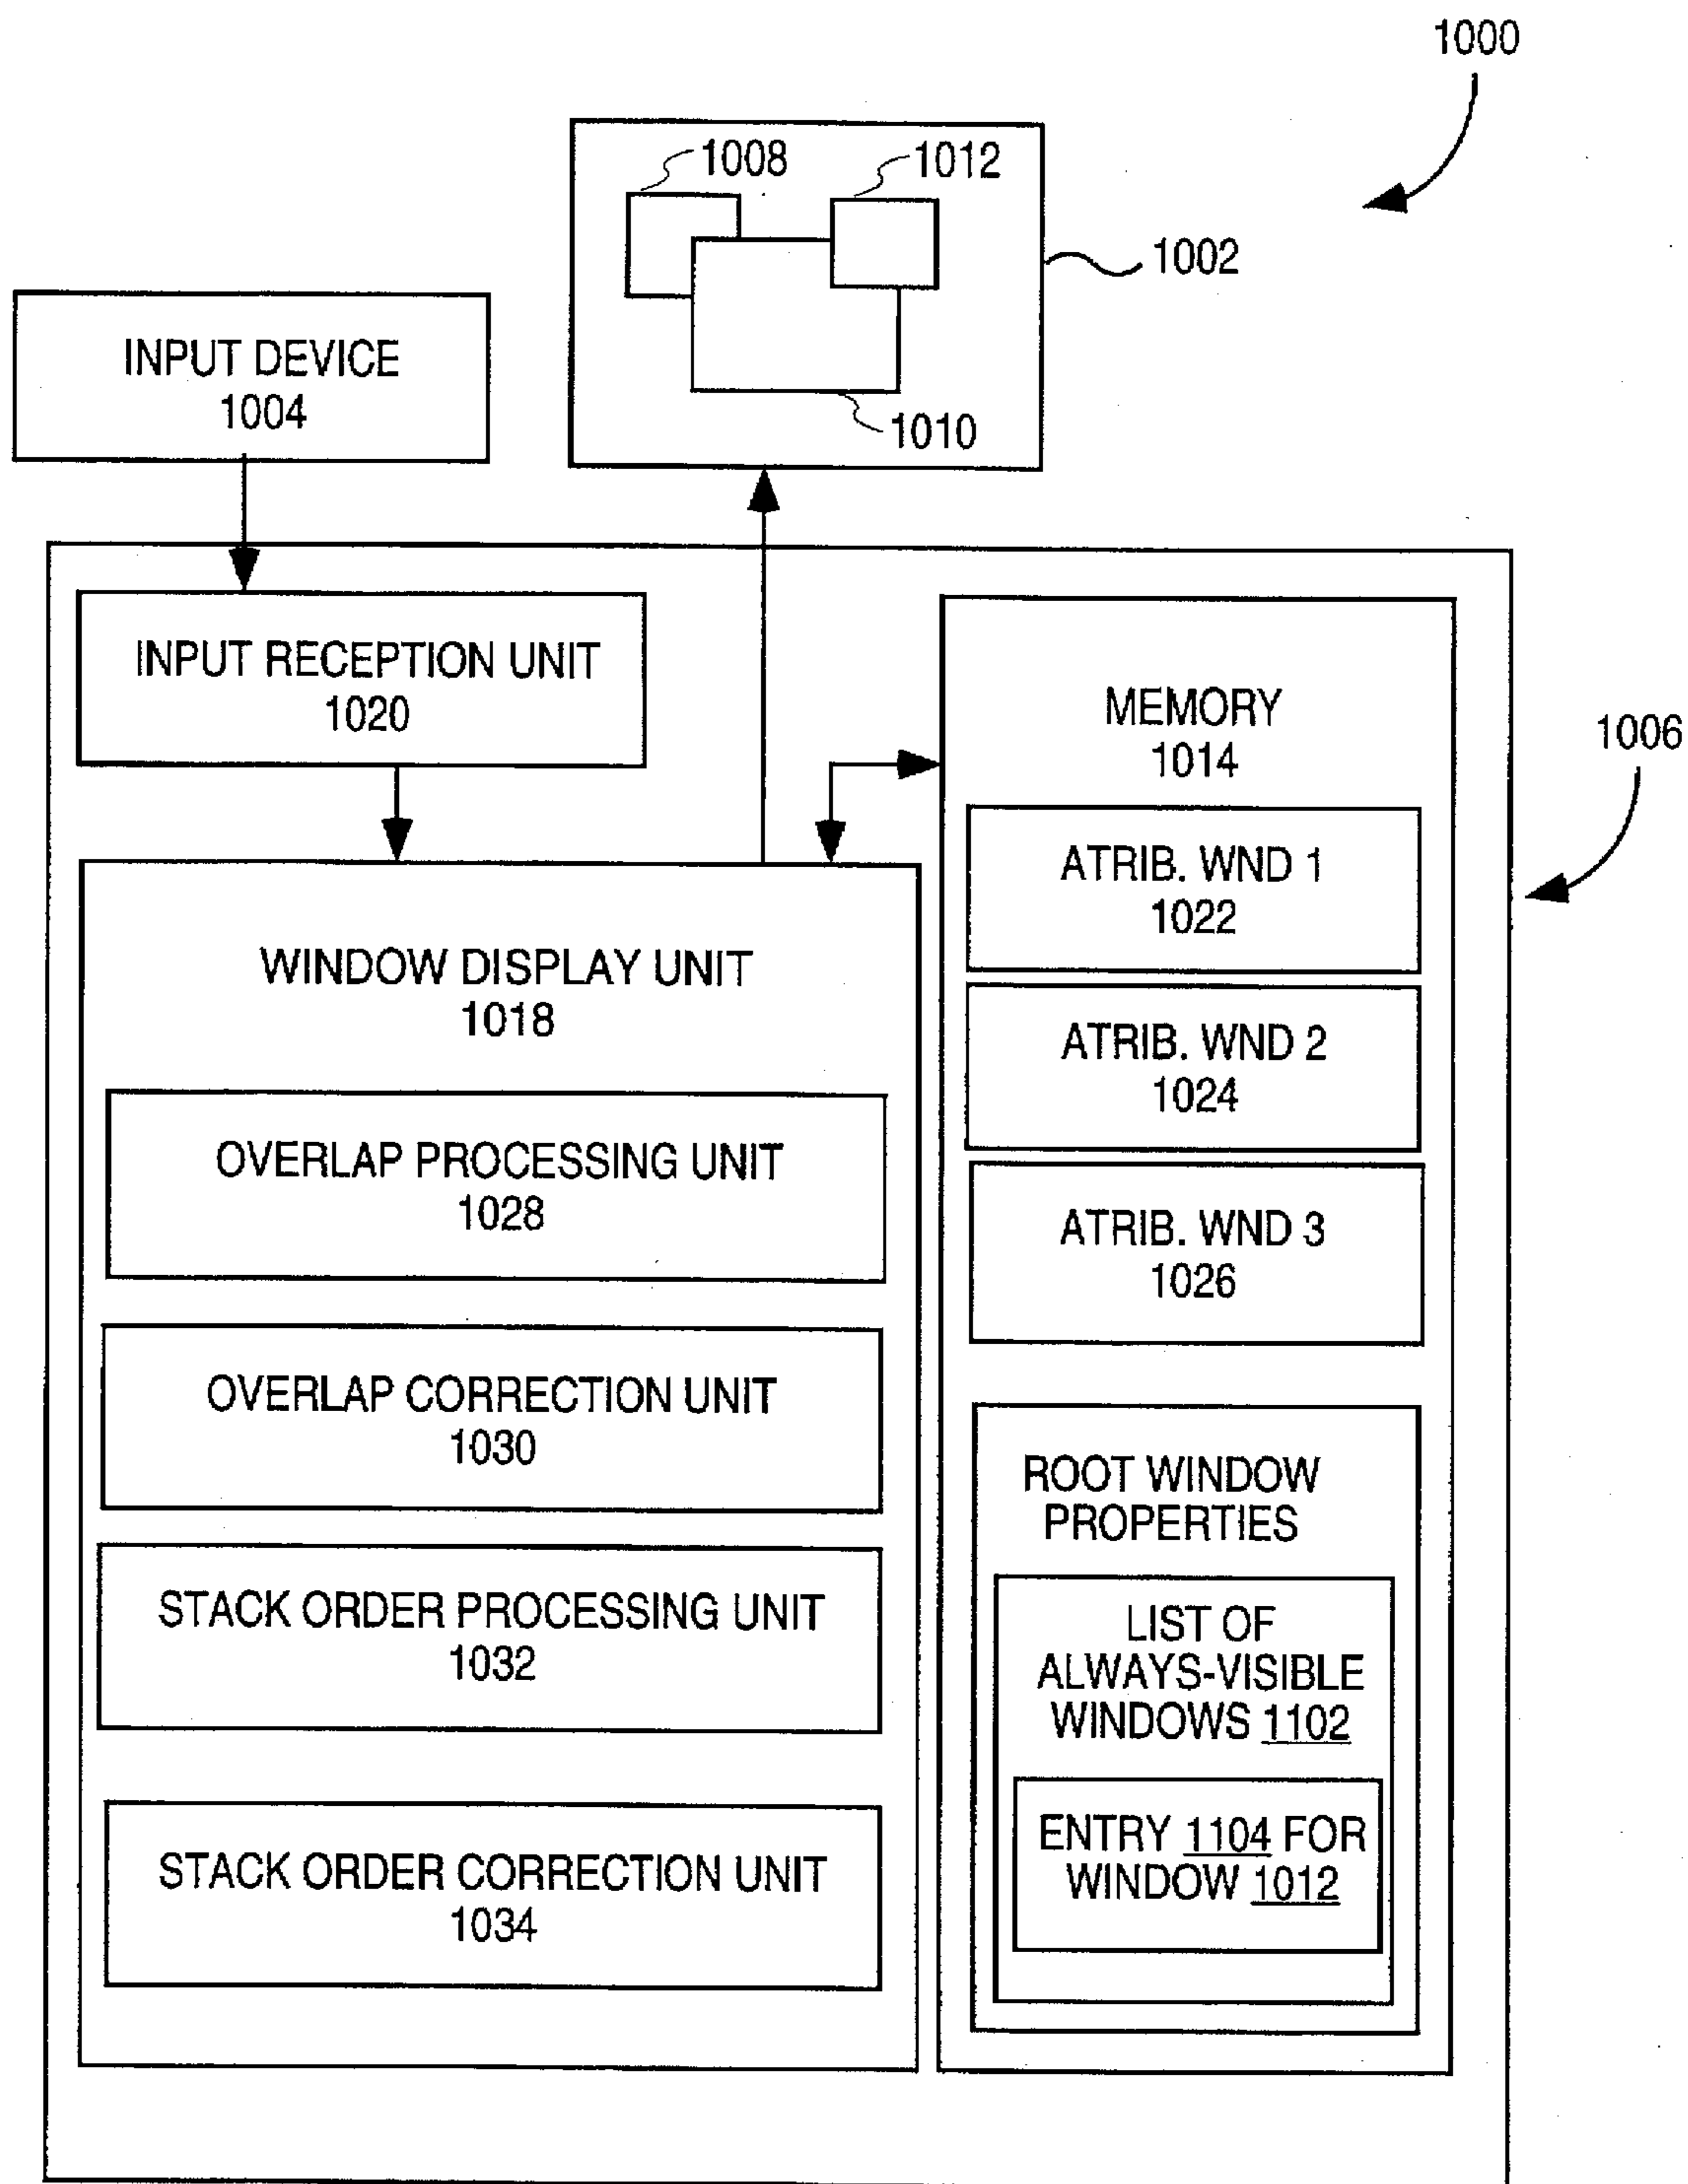 1000
1008
1012
1002
INPUT DEVICE
1004
1010
INPUT RECEPTION UNIT
1020
MEMORY
1014
1006
ATRIB. WND 1
1022
WINDOW DISPLAY UNIT
1018
ATRIB. WND 2
1024
OVERLAP PROCESSING UNIT
1028
ATRIB. WND 3
1026
OVERLAP CORRECTION UNIT
1030
ROOT WINDOW
PROPERTIES
STACK ORDER PROCESSING UNIT
1032
LIST OF
ALWAYS-VISIBLE
WINDOWS 1102
ENTRY 1104 FOR
WINDOW 1012
STACK ORDER CORRECTION UNIT
1034